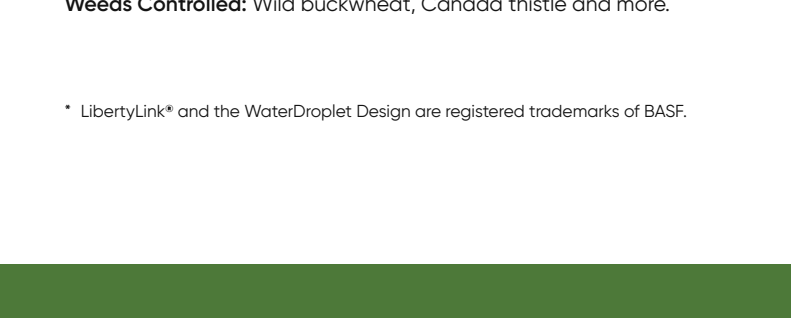 Weeds Controlled: Wild buckwheat, Canada thistle and more.
* LibertyLink® and the WaterDroplet Design are registered trademarks of BASF.